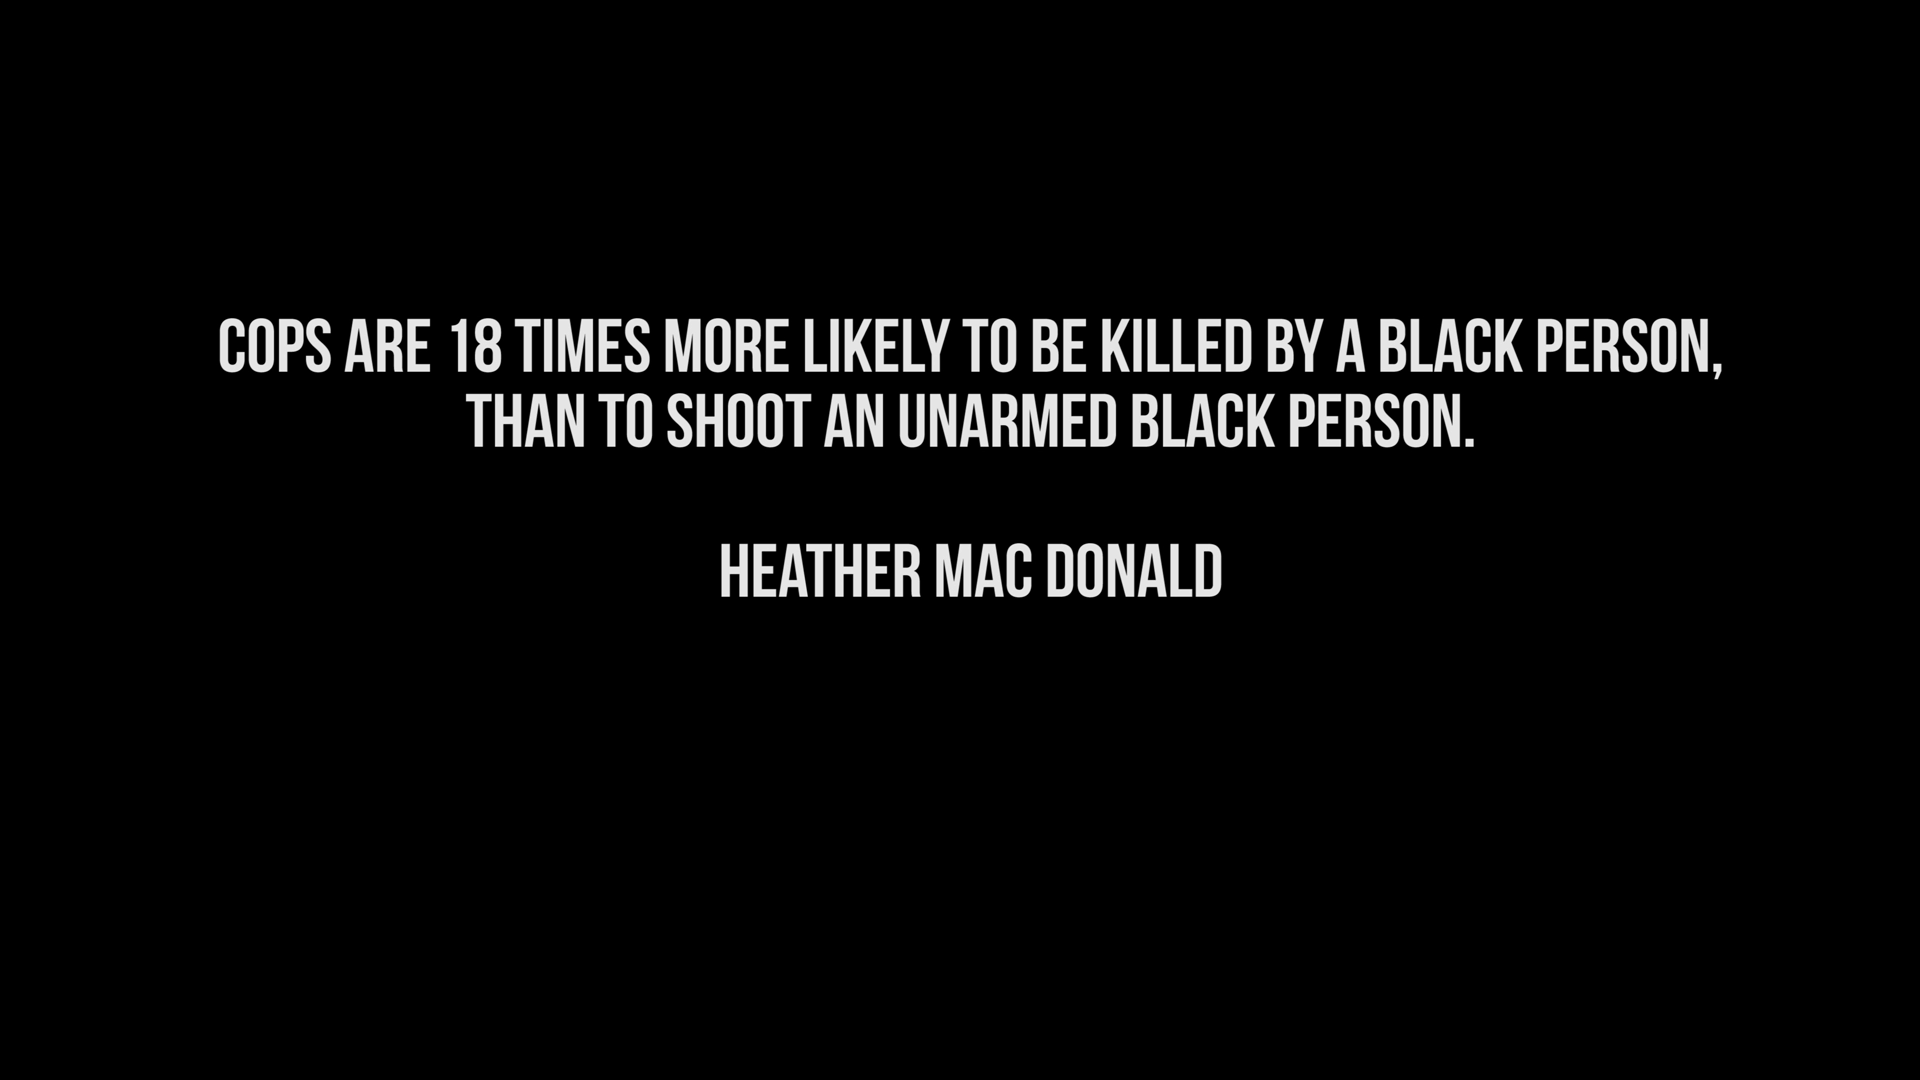 COPS ARE 18 TIMES MORE LIKELY TO BE KILLED BY A BLACK PERSON,
THAN TO SHOOT AN UNARMED BLACK PERSON.
HEATHER MAC DONALD